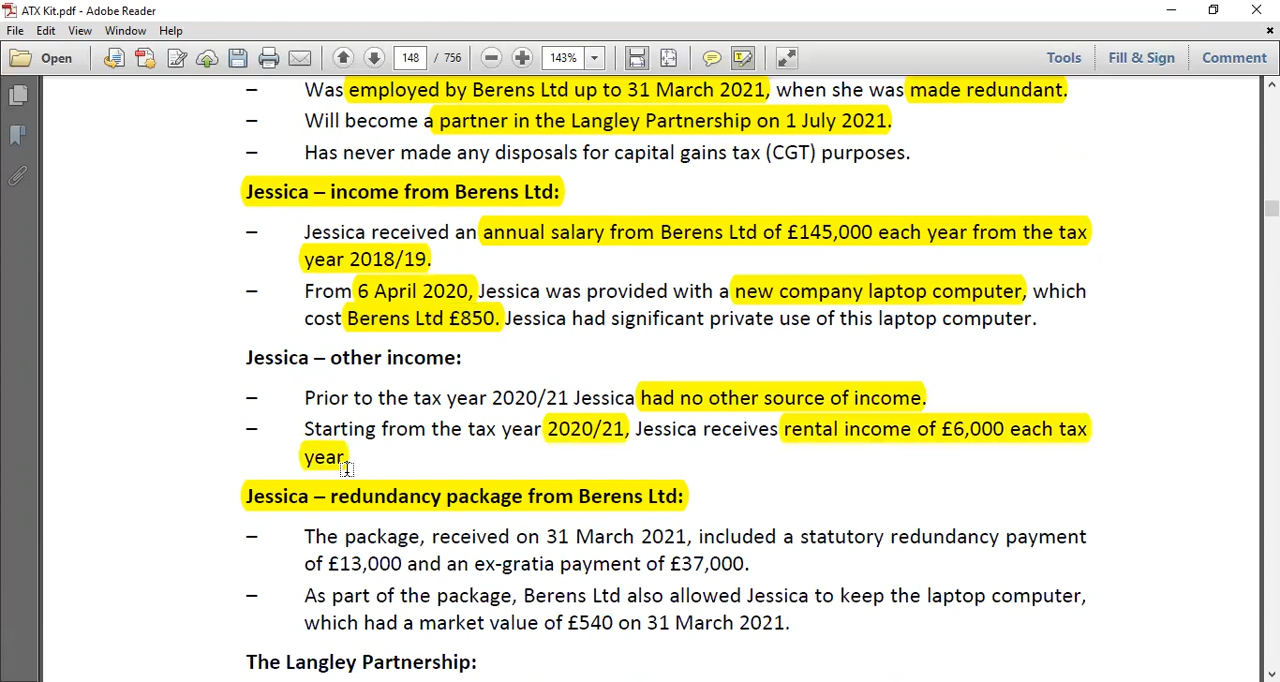 ATX Kit.pdf - Adobe Reader
File Edit View Window Help
Open 148 / 756 143% Tools Fill & Sign Comment
– Was employed by Berens Ltd up to 31 March 2021, when she was made redundant.
– Will become a partner in the Langley Partnership on 1 July 2021.
– Has never made any disposals for capital gains tax (CGT) purposes.
Jessica – income from Berens Ltd:
– Jessica received an annual salary from Berens Ltd of £145,000 each year from the tax
year 2018/19.
– From 6 April 2020, Jessica was provided with a new company laptop computer, which
cost Berens Ltd £850. Jessica had significant private use of this laptop computer.
Jessica – other income:
– Prior to the tax year 2020/21 Jessica had no other source of income.
– Starting from the tax year 2020/21, Jessica receives rental income of £6,000 each tax
year.
Jessica – redundancy package from Berens Ltd:
– The package, received on 31 March 2021, included a statutory redundancy payment
of £13,000 and an ex-gratia payment of £37,000.
– As part of the package, Berens Ltd also allowed Jessica to keep the laptop computer,
which had a market value of £540 on 31 March 2021.
The Langley Partnership: